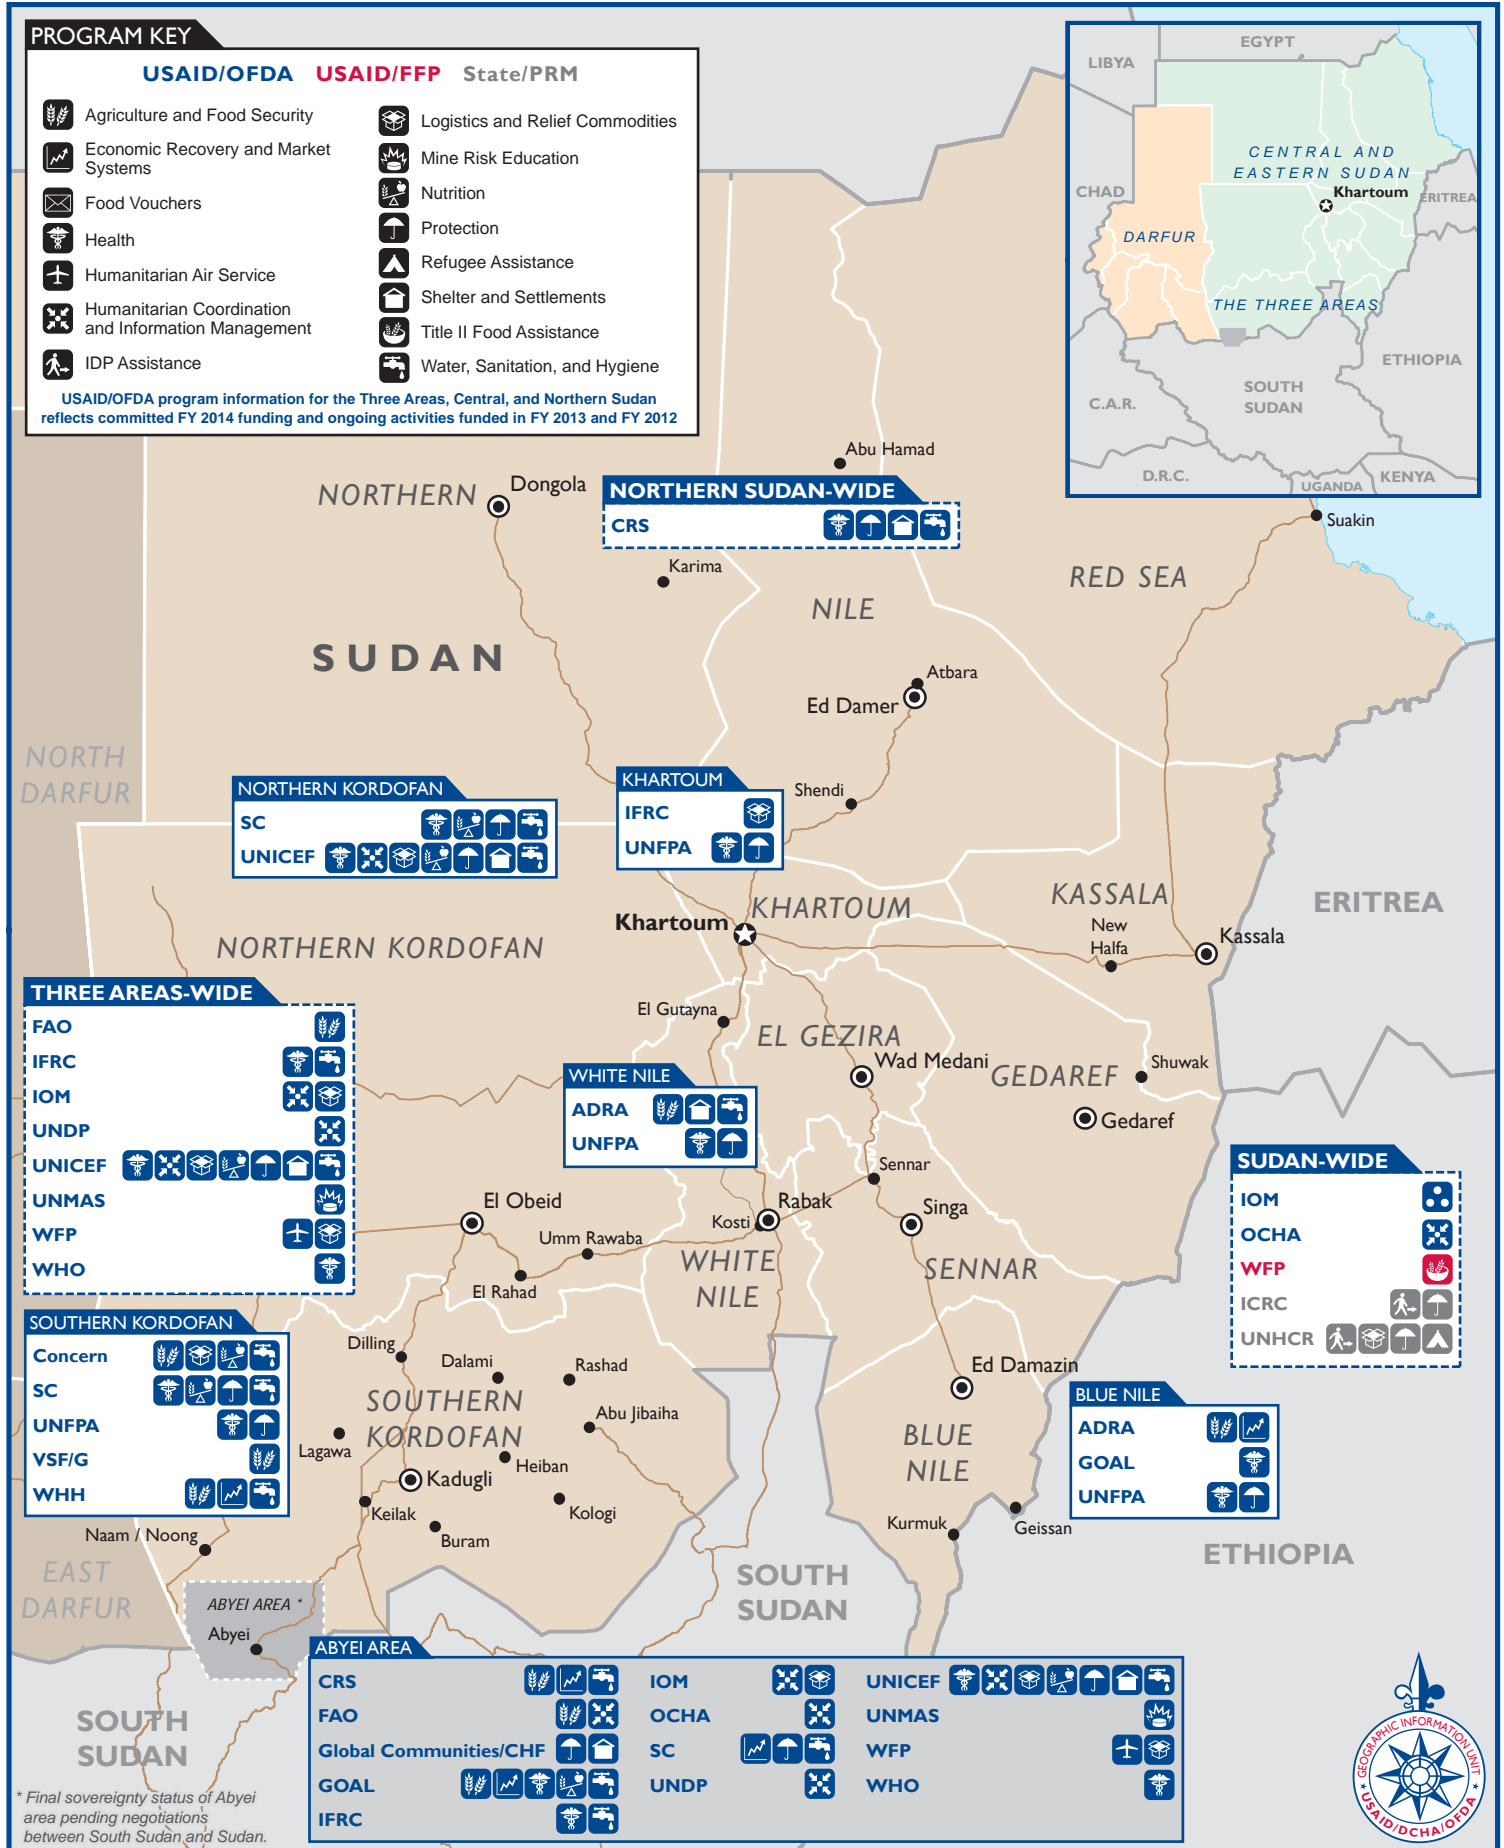 PROGRAM KEY
USAID/OFDA USAID/FFP State/PRM
Agriculture and Food Security
Economic Recovery and Market
Systems
Food Vouchers
Health
Humanitarian Air Service
Humanitarian Coordination
and Information Management
IDP Assistance
Logistics and Relief Commodities
Mine Risk Education
Nutrition
Protection
Refugee Assistance
Shelter and Settlements
Title II Food Assistance
Water, Sanitation, and Hygiene
USAID/OFDA program information for the Three Areas, Central, and Northern Sudan
reflects committed FY 2014 funding and ongoing activities funded in FY 2013 and FY 2012
EGYPT
LIBYA
CENTRAL AND
EASTERN SUDAN
CHAD
Khartoum
ERITREA
DARFUR
THE THREE AREAS
ETHIOPIA
SOUTH
SUDAN
C.A.R.
D.R.C.
UGANDA
KENYA
Abu Hamad
NORTHERN
Dongola
NORTHERN SUDAN-WIDE
CRS
Suakin
Karima
RED SEA
NILE
SUDAN
Atbara
Ed Damer
NORTH
DARFUR
NORTHERN KORDOFAN
SC
UNICEF
KHARTOUM
IFRC
UNFPA
Shendi
KASSALA
ERITREA
KHARTOUM
Khartoum
New
Halfa
Kassala
NORTHERN KORDOFAN
THREE AREAS-WIDE
FAO
IFRC
IOM
UNDP
UNICEF
UNMAS
WFP
WHO
El Gutayna
EL GEZIRA
Wad Medani
GEDAREF
Shuwak
Gedaref
WHITE NILE
ADRA
UNFPA
Sennar
SUDAN-WIDE
IOM
OCHA
WFP
ICRC
UNHCR
El Obeid
Rabak
Kosti
Singa
Umm Rawaba
El Rahad
WHITE
NILE
SENNAR
SOUTHERN KORDOFAN
Concern
SC
UNFPA
VSF/G
WHH
Dilling
Dalami
Rashad
SOUTHERN
KORDOFAN
Abu Jibaiha
Lagawa
Heiban
Kadugli
Keilak
Kologi
Buram
Ed Damazin
BLUE NILE
ADRA
GOAL
UNFPA
BLUE
NILE
Kurmuk
Geissan
ETHIOPIA
Naam / Noong
EAST
DARFUR
ABYEI AREA *
Abyei
SOUTH
SUDAN
ABYEI AREA
CRS
FAO
Global Communities/CHF
GOAL
IFRC
IOM
OCHA
SC
UNDP
UNICEF
UNMAS
WFP
WHO
SOUTH
SUDAN
* Final sovereignty status of Abyei
area pending negotiations
between South Sudan and Sudan.
GEOGRAPHIC INFORMATION UNIT
USAID/DCHA/OFDA